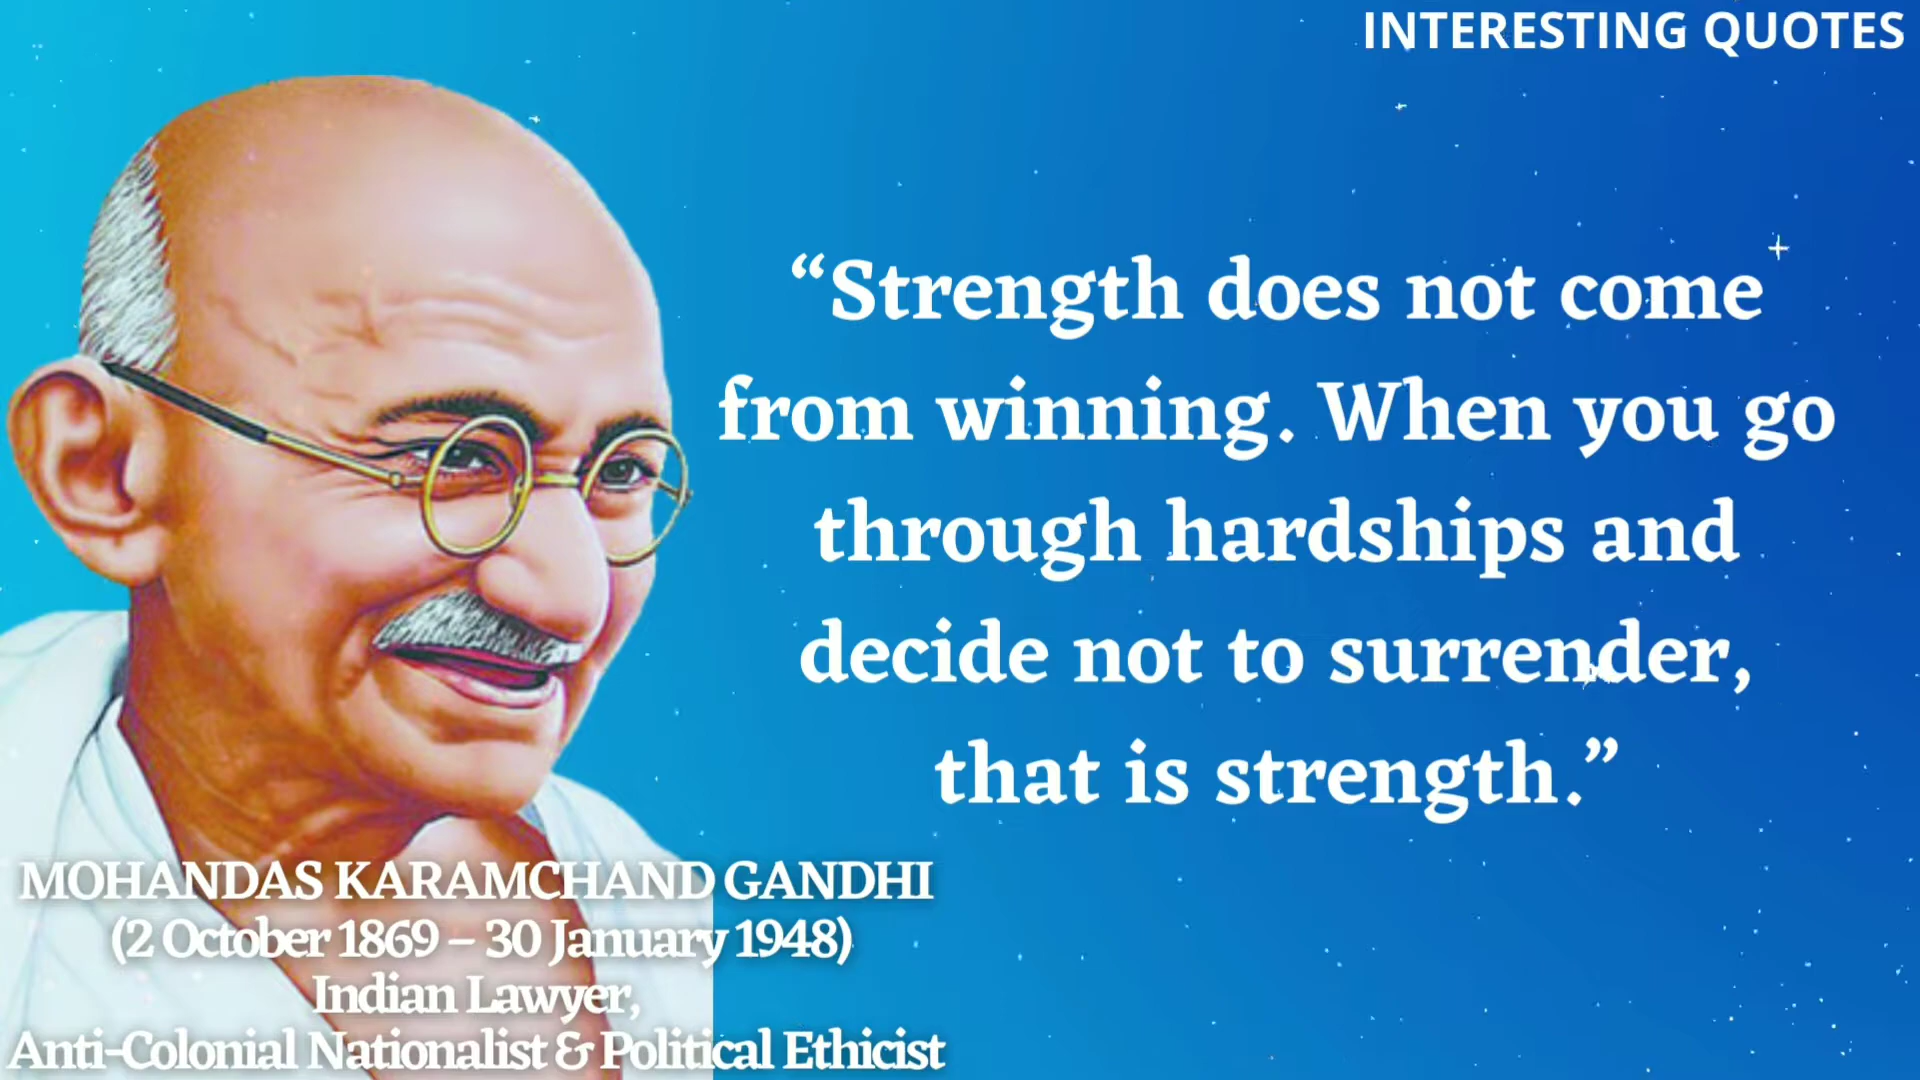 INTERESTING QUOTES
“Strength does not come
from winning. When you go
through hardships and
decide not to surrender,
that is strength.”
MOHANDAS KARAMCHAND GANDHI
(2 October 1869 – 30 January 1948)
Indian Lawyer,
Anti-Colonial Nationalist & Political Ethicist